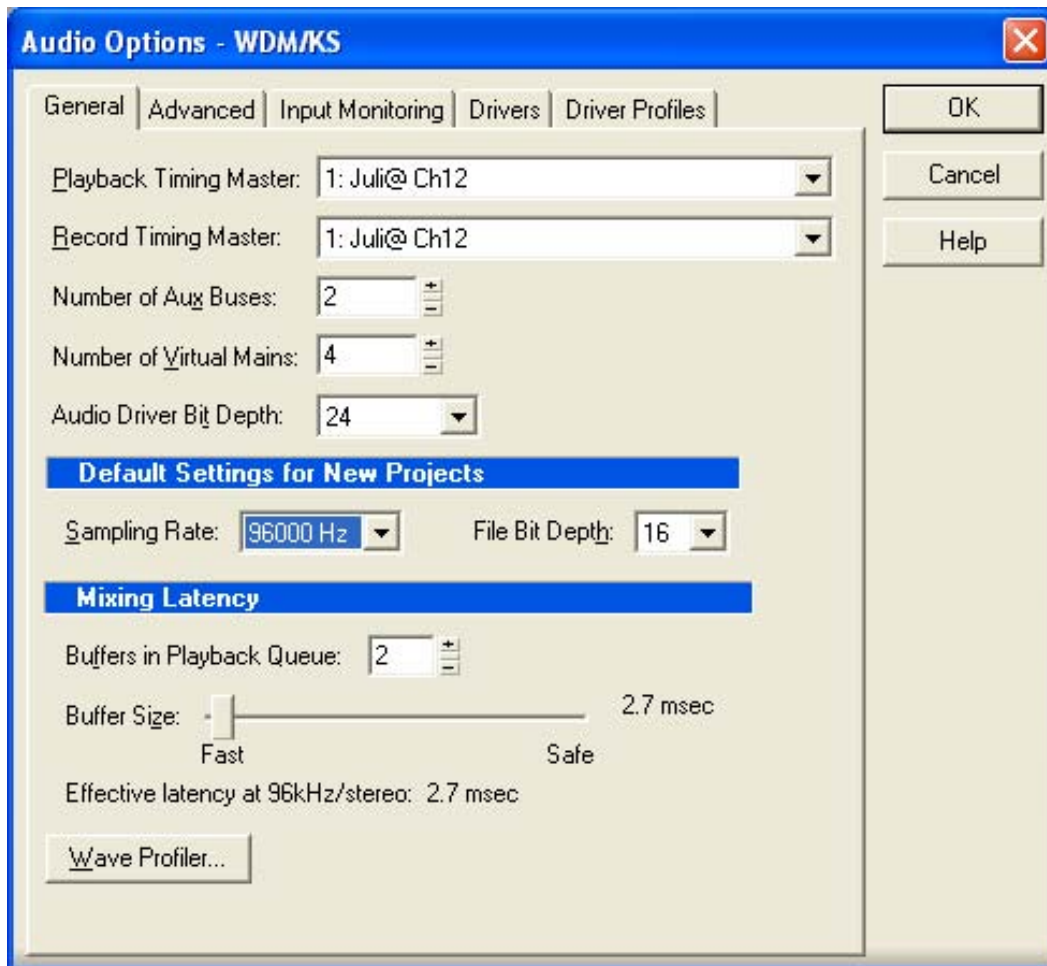 Audio Options - WDM/KS
General Advanced Input Monitoring Drivers Driver Profiles
OK
Playback Timing Master: 1: Juli@ Ch12
Cancel
Record Timing Master: 1: Juli@ Ch12
Help
Number of Aux Buses: 2
Number of Virtual Mains: 4
Audio Driver Bit Depth: 24
Default Settings for New Projects
Sampling Rate: 96000 Hz File Bit Depth: 16
Mixing Latency
Buffers in Playback Queue: 2
Buffer Size: 2.7 msec
Fast Safe
Effective latency at 96kHz/stereo: 2.7 msec
Wave Profiler...